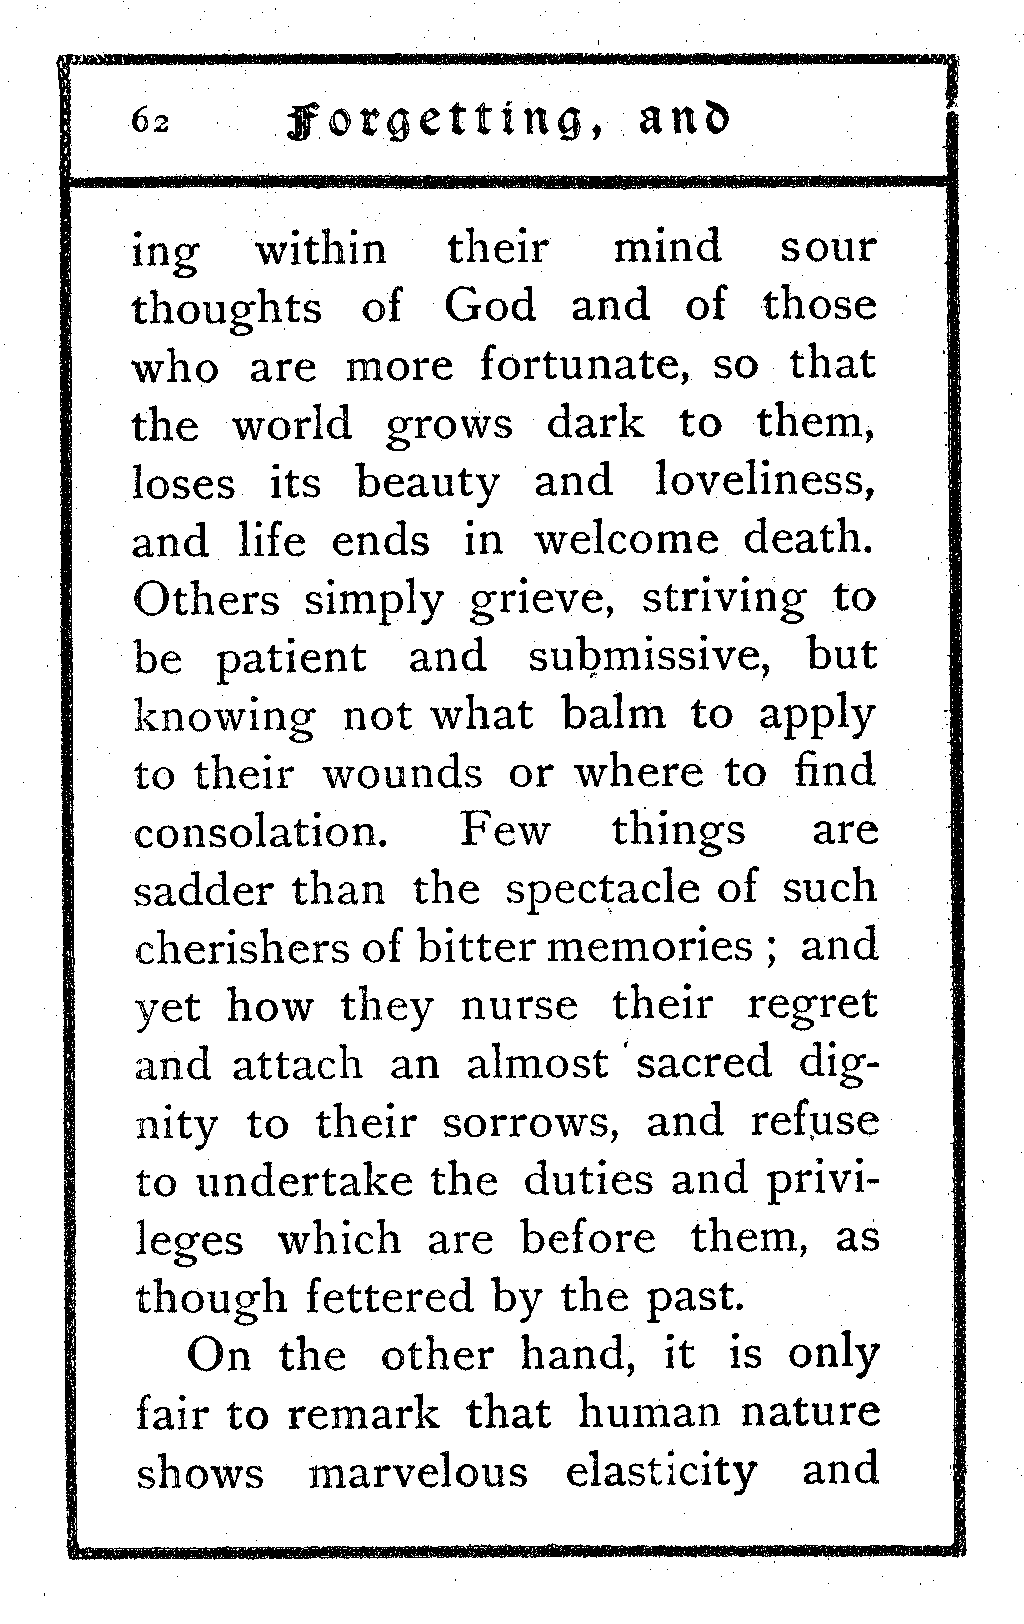 62 Forgetting, and
ing within their mind sour
thoughts of God and of those
who are more fortunate, so that
the world grows dark to them,
loses its beauty and loveliness,
and life ends in welcome death.
Others simply grieve, striving to
be patient and submissive, but
knowing not what balm to apply
to their wounds or where to find
consolation. Few things are
sadder than the spectacle of such
cherishers of bitter memories ; and
yet how they nurse their regret
and attach an almost sacred dig-
nity to their sorrows, and refuse
to undertake the duties and privi-
leges which are before them, as
though fettered by the past.
On the other hand, it is only
fair to remark that human nature
shows marvelous elasticity and